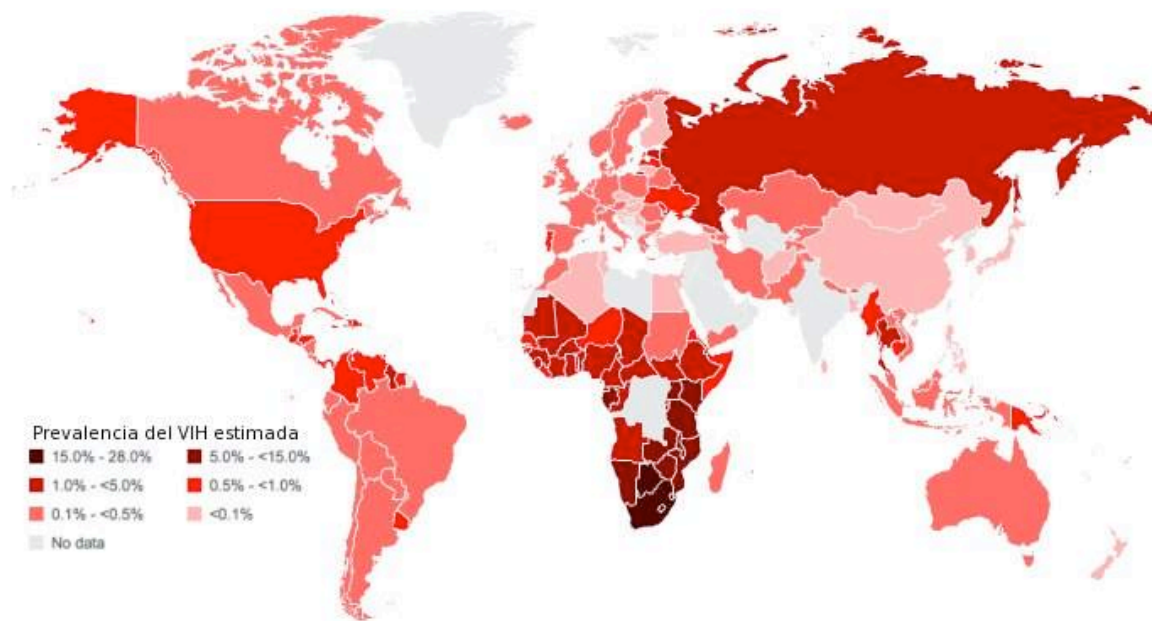 Prevalencia del VIH estimada
15.0% - 28.0% 5.0% - <15.0%
1.0% - <5.0% 0.5% - <1.0%
0.1% - <0.5% <0.1%
No data